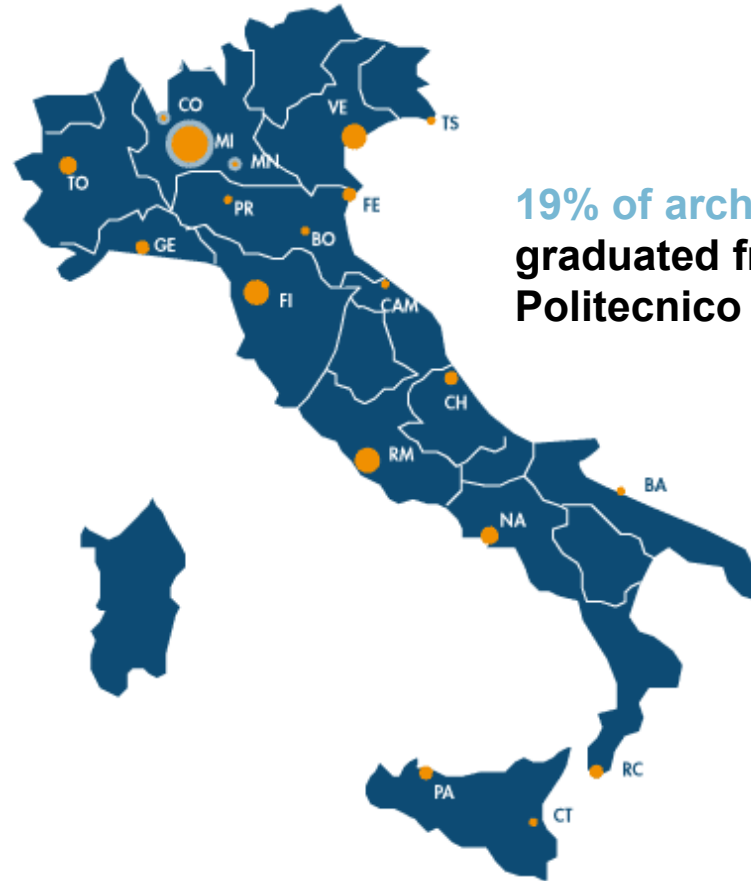 CO
VE
TS
MI
MN
TO
PR
FE
BO
GE
FI
CAM
CH
RM
BA
NA
RC
PA
CT
19% of arch
graduated f
Politecnico